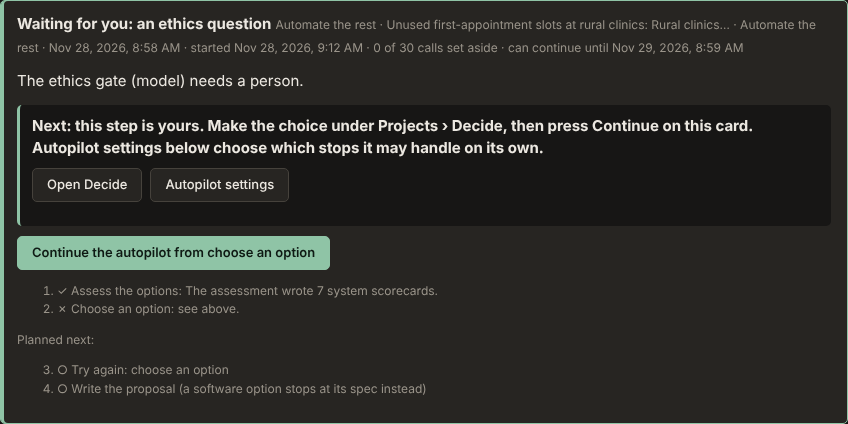 Waiting for you: an ethics question Automate the rest · Unused first-appointment slots at rural clinics: Rural clinics... · Automate the
rest · Nov 28, 2026, 8:58 AM · started Nov 28, 2026, 9:12 AM · 0 of 30 calls set aside · can continue until Nov 29, 2026, 8:59 AM
The ethics gate (model) needs a person.
Next: this step is yours. Make the choice under Projects › Decide, then press Continue on this card.
Autopilot settings below choose which stops it may handle on its own.
Open Decide Autopilot settings
Continue the autopilot from choose an option
1. ✓ Assess the options: The assessment wrote 7 system scorecards.
2. × Choose an option: see above.
Planned next:
3. ○ Try again: choose an option
4. ○ Write the proposal (a software option stops at its spec instead)